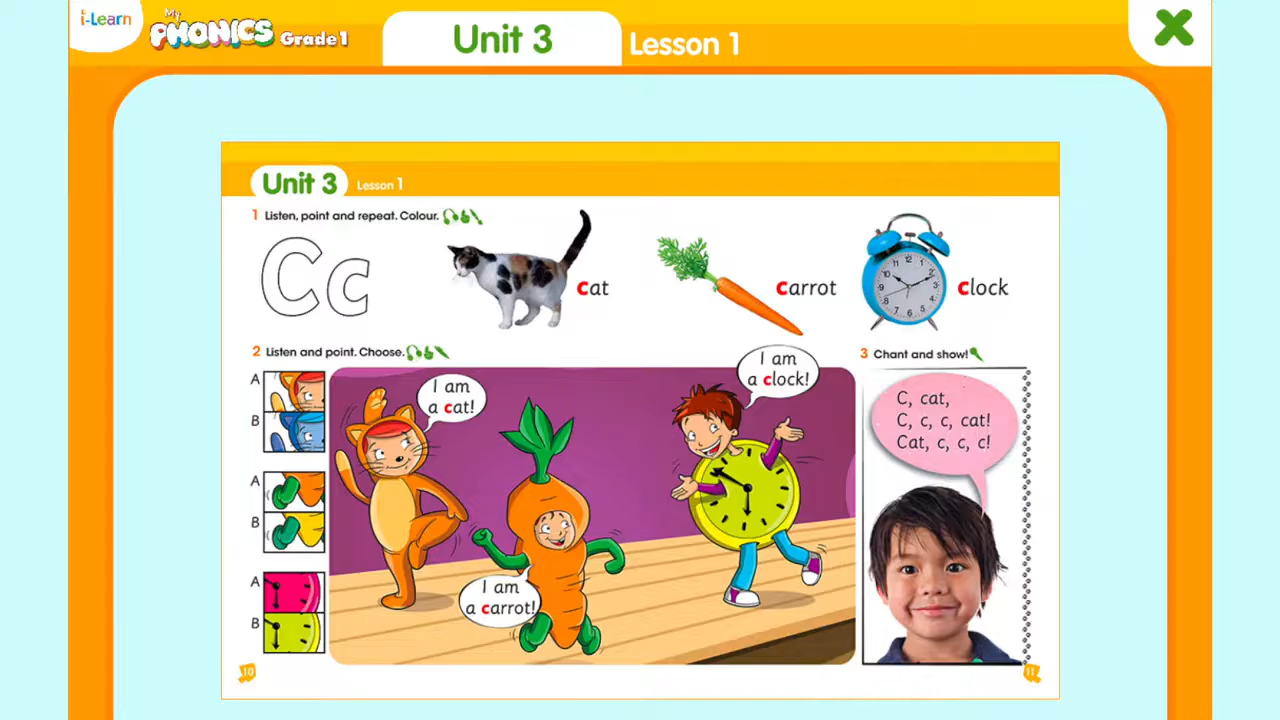 i-Learn
My
PHONICS Grade 1
Unit 3
Lesson 1
X
Unit 3 Lesson 1
1 Listen, point and repeat. Colour.
Cc
cat
carrot
clock
2 Listen and point. Choose.
A
B
A
B
A
B
I am
a cat!
I am
a carrot!
I am
a clock!
3 Chant and show!
C, cat,
C, c, c, cat!
Cat, c, c, c!
10
11